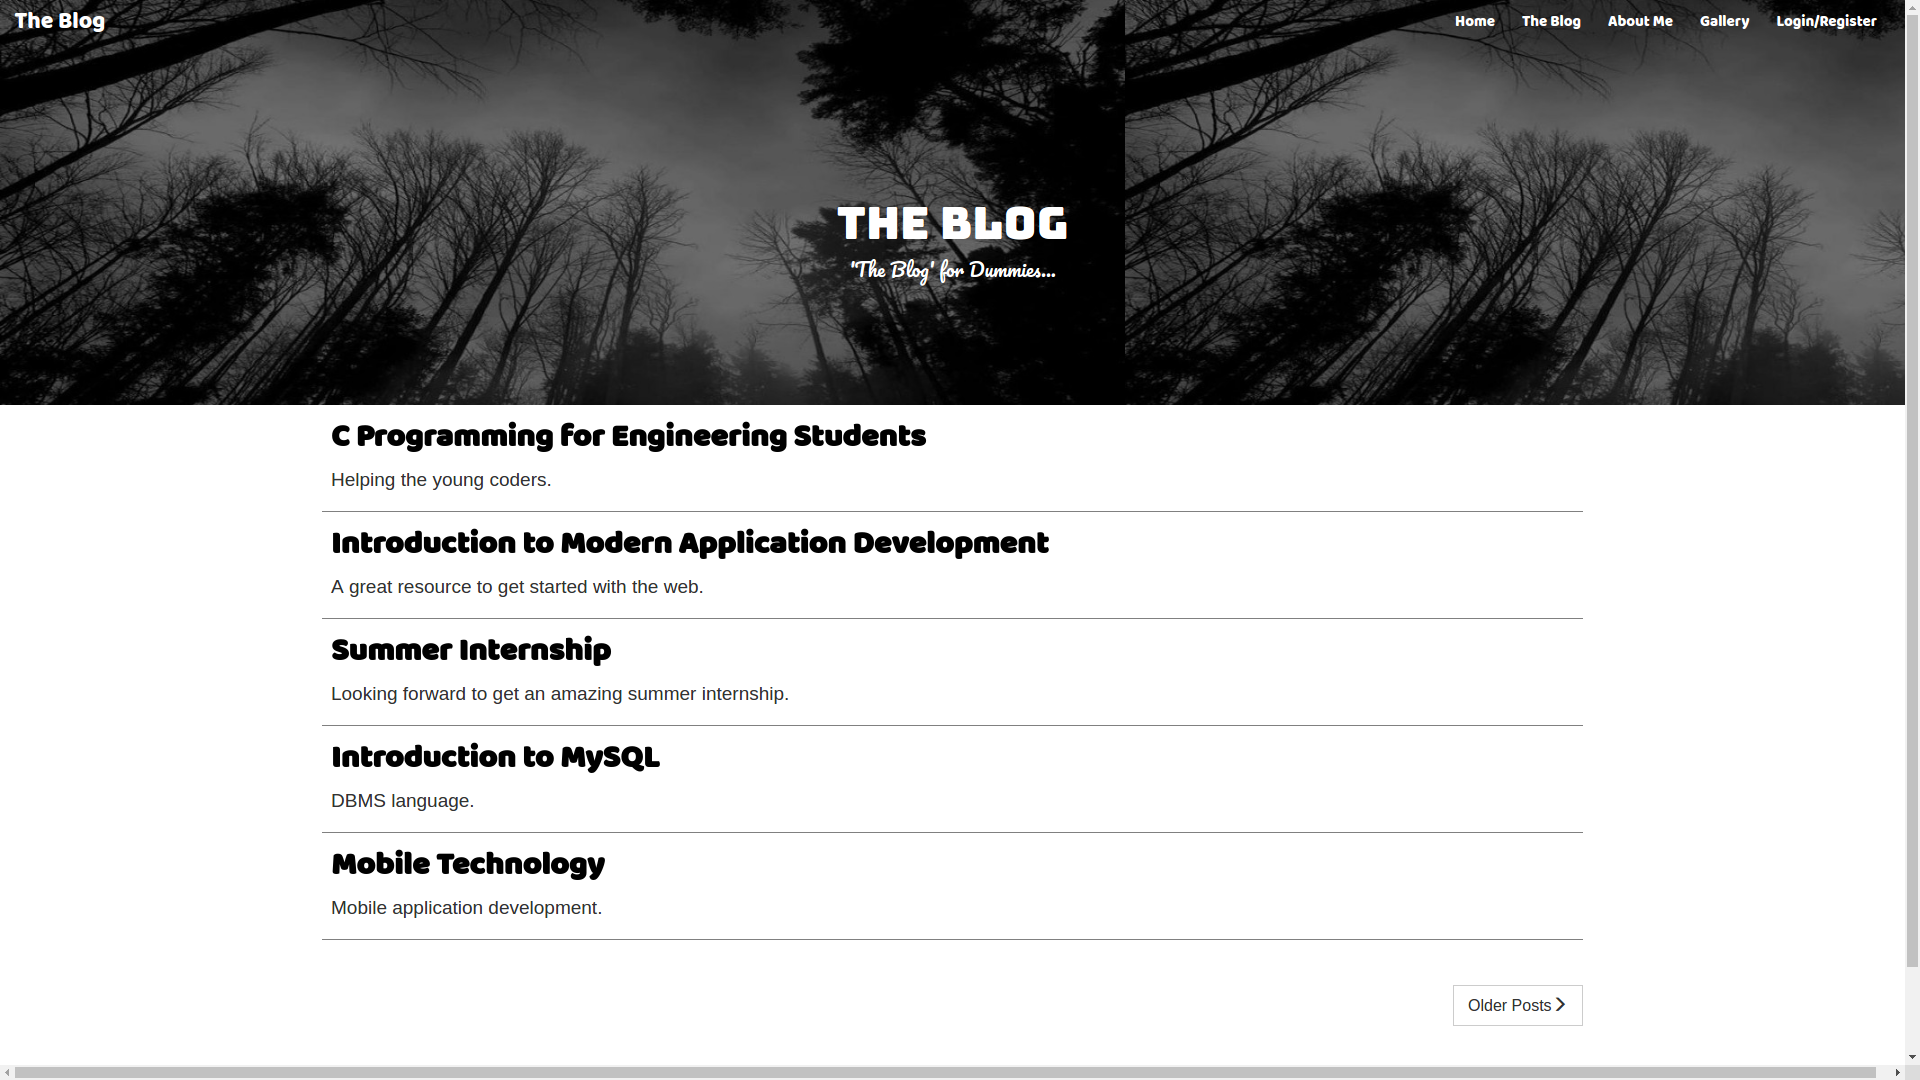 The Blog
Home The Blog About Me Gallery Login/Register
THE BLOG
'The Blog' for Dummies...
C Programming for Engineering Students
Helping the young coders.
Introduction to Modern Application Development
A great resource to get started with the web.
Summer Internship
Looking forward to get an amazing summer internship.
Introduction to MySQL
DBMS language.
Mobile Technology
Mobile application development.
Older Posts